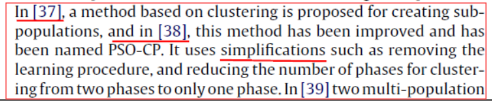 In [37], a method based on clustering is proposed for creating sub-
populations, and in [38], this method has been improved and has
been named PSO-CP. It uses simplifications such as removing the
learning procedure, and reducing the number of phases for cluster-
ing from two phases to only one phase. In [39] two multi-population